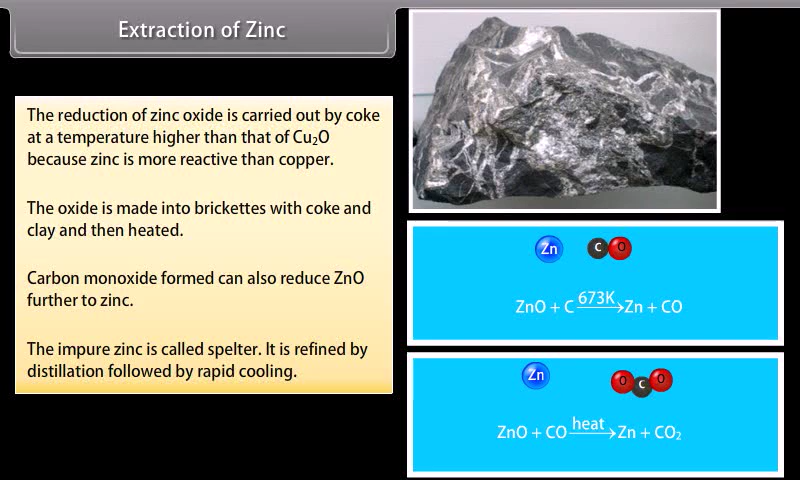 Extraction of Zinc
The reduction of zinc oxide is carried out by coke
at a temperature higher than that of Cu₂O
because zinc is more reactive than copper.
The oxide is made into brickettes with coke and
clay and then heated.
Carbon monoxide formed can also reduce ZnO
further to zinc.
The impure zinc is called spelter. It is refined by
distillation followed by rapid cooling.
Zn C O
673K
ZnO + C → Zn + CO
Zn O C O
heat
ZnO + CO → Zn + CO₂